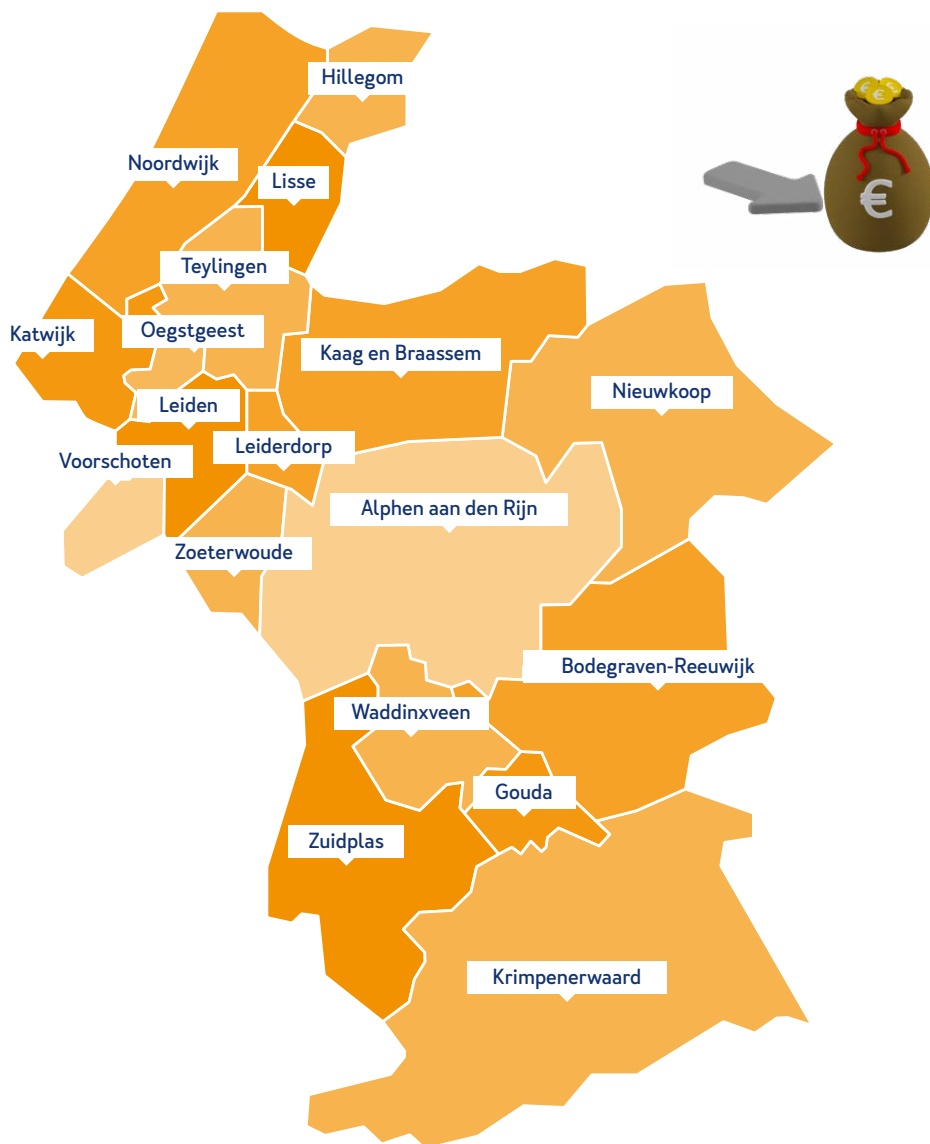 Hillegom
Noordwijk
Lisse
€
€
€
€
Teylingen
Katwijk
Oegstgeest
Kaag en Braassem
Nieuwkoop
Leiden
Leiderdorp
Voorschoten
Alphen aan den Rijn
Zoeterwoude
Bodegraven-Reeuwijk
Waddinxveen
Gouda
Zuidplas
Krimpenerwaard